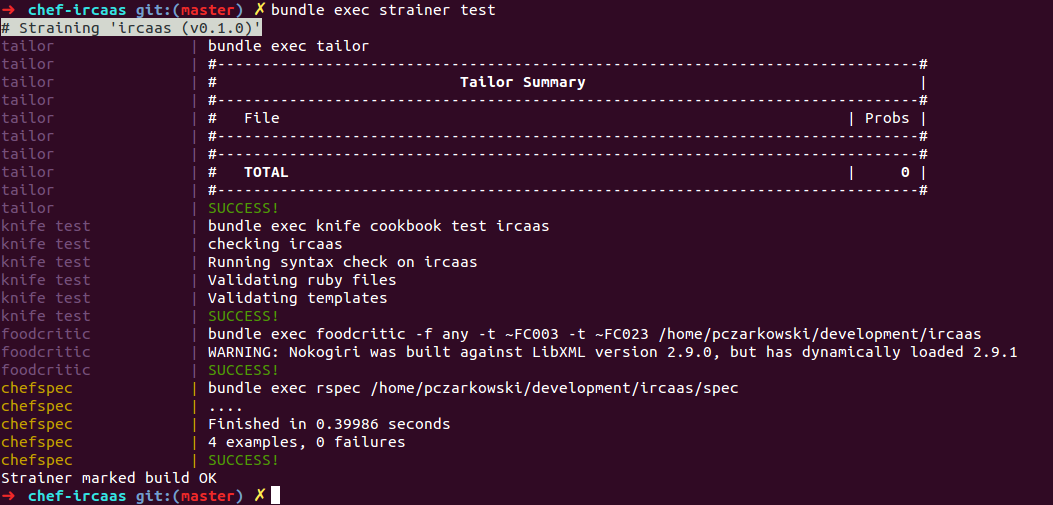 ➜  chef-ircaas git:(master) ✗ bundle exec strainer test
# Straining 'ircaas (v0.1.0)'
tailor               | bundle exec tailor
tailor               | #------------------------------------------------------------------------------#
tailor               | #                           Tailor Summary                                     |
tailor               | #------------------------------------------------------------------------------#
tailor               | #   File                                                               | Probs |
tailor               | #------------------------------------------------------------------------------#
tailor               | #------------------------------------------------------------------------------#
tailor               | #   TOTAL                                                              |     0 |
tailor               | #------------------------------------------------------------------------------#
tailor               | SUCCESS!
knife test           | bundle exec knife cookbook test ircaas
knife test           | checking ircaas
knife test           | Running syntax check on ircaas
knife test           | Validating ruby files
knife test           | Validating templates
knife test           | SUCCESS!
foodcritic           | bundle exec foodcritic -f any -t ~FC003 -t ~FC023 /home/pczarkowski/development/ircaas
foodcritic           | WARNING: Nokogiri was built against LibXML version 2.9.0, but has dynamically loaded 2.9.1
foodcritic           | SUCCESS!
chefspec             | bundle exec rspec /home/pczarkowski/development/ircaas/spec
chefspec             | ....
chefspec             | Finished in 0.39986 seconds
chefspec             | 4 examples, 0 failures
chefspec             | SUCCESS!
Strainer marked build OK
➜  chef-ircaas git:(master) ✗